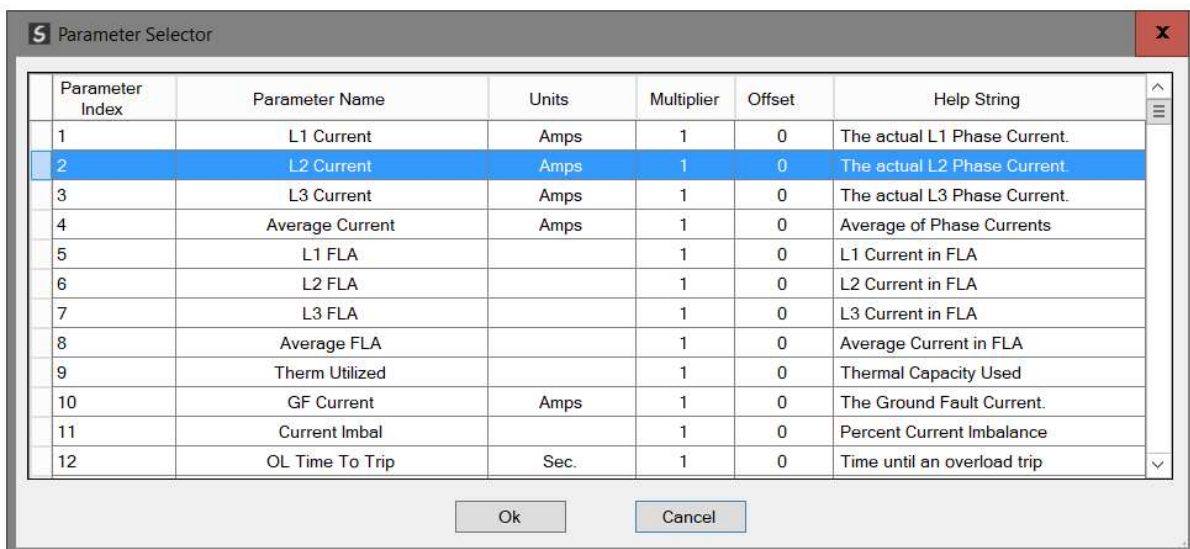 S Parameter Selector x
Parameter Index Parameter Name Units Multiplier Offset Help String
1 L1 Current Amps 1 0 The actual L1 Phase Current.
2 L2 Current Amps 1 0 The actual L2 Phase Current.
3 L3 Current Amps 1 0 The actual L3 Phase Current.
4 Average Current Amps 1 0 Average of Phase Currents
5 L1 FLA 1 0 L1 Current in FLA
6 L2 FLA 1 0 L2 Current in FLA
7 L3 FLA 1 0 L3 Current in FLA
8 Average FLA 1 0 Average Current in FLA
9 Therm Utilized 1 0 Thermal Capacity Used
10 GF Current Amps 1 0 The Ground Fault Current.
11 Current Imbal 1 0 Percent Current Imbalance
12 OL Time To Trip Sec. 1 0 Time until an overload trip
Ok Cancel